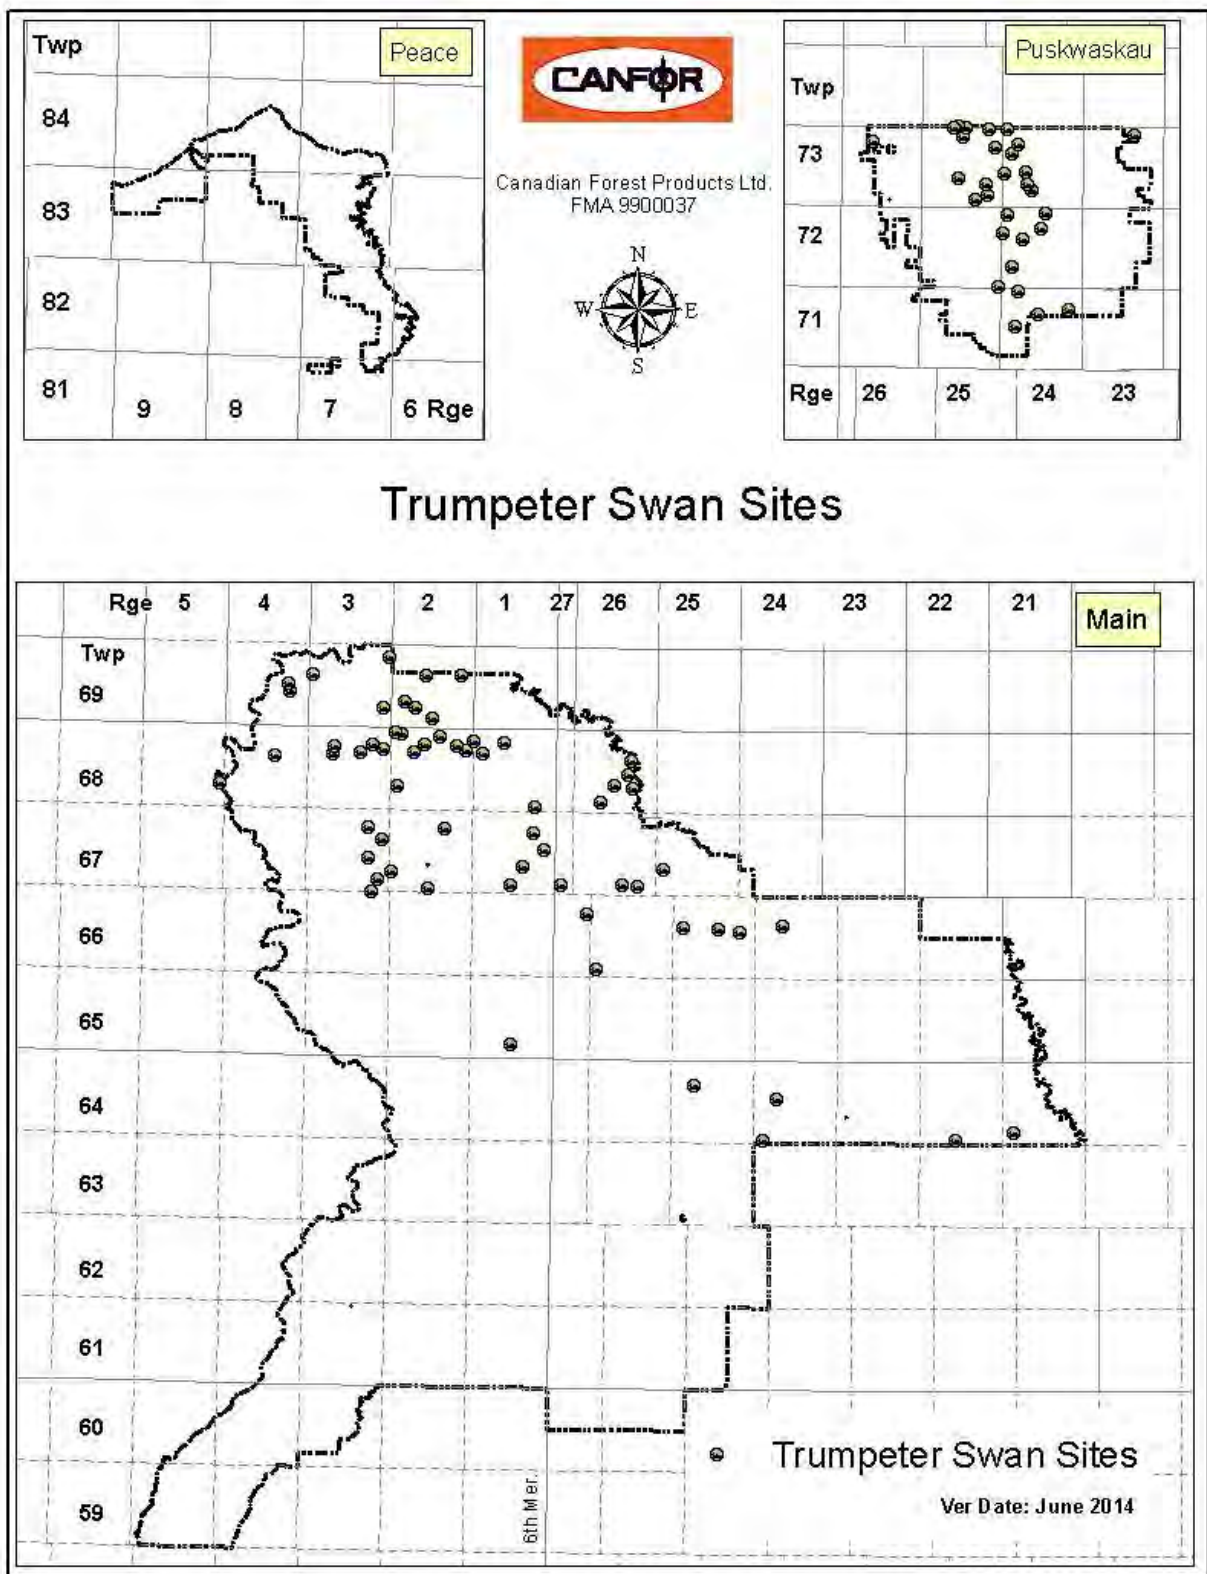 Twp
Peace
84
83
82
81
9 8 7 6 Rge
CANFOR
Canadian Forest Products Ltd.
FMA 9900037
N
W E
S
Puskwaskau
Twp
73
72
71
Rge 26 25 24 23
Trumpeter Swan Sites
Rge 5 4 3 2 1 27 26 25 24 23 22 21
Main
Twp
69
68
67
66
65
64
63
62
61
60
59
6th Mer.
Trumpeter Swan Sites
Ver Date: June 2014